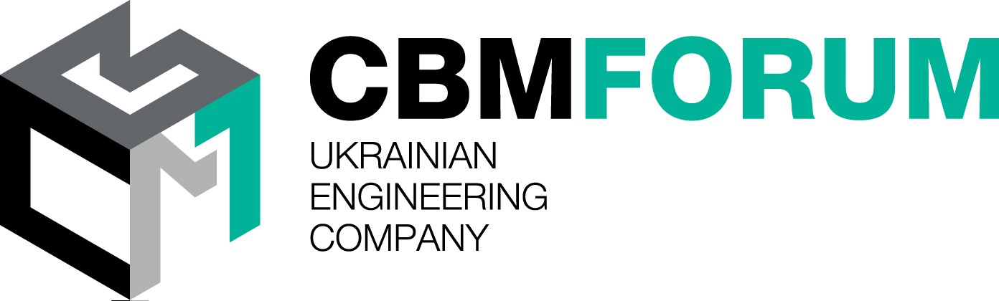 CBMFORUM
UKRAINIAN
ENGINEERING
COMPANY